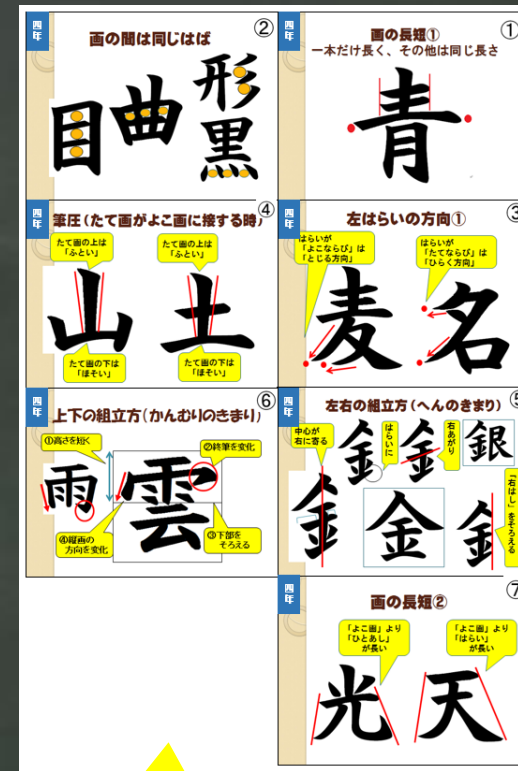 四年
画の長短①
①
一本だけ長く、その他は同じ長さ
青
四年
画の間は同じはば
②
目
曲
形
黒
四年
左はらいの方向①
③
はらいが
「よこならび」は
「とじる方向」
はらいが
「たてならび」は
「ひらく方向」
麦
名
四年
筆圧(たて画がよこ画に接する時)
④
たて画の上は
「ふとい」
たて画の上は
「ふとい」
山
土
たて画の下は
「ほそい」
たて画の下は
「ほそい」
四年
左右の組立方(へんのきまり)
⑤
中心が
右に寄る
はらいに
右あがり
銀
金
「右はし」をそろえる
四年
上下の組立方(かんむりのきまり)
⑥
①高さを短く
②終筆を変化
雨
雲
④縦画の
方向を変化
③下部を
そろえる
四年
画の長短②
⑦
「よこ画」より
「ひとあし」
が長い
「よこ画」より
「はらい」
が長い
光
天